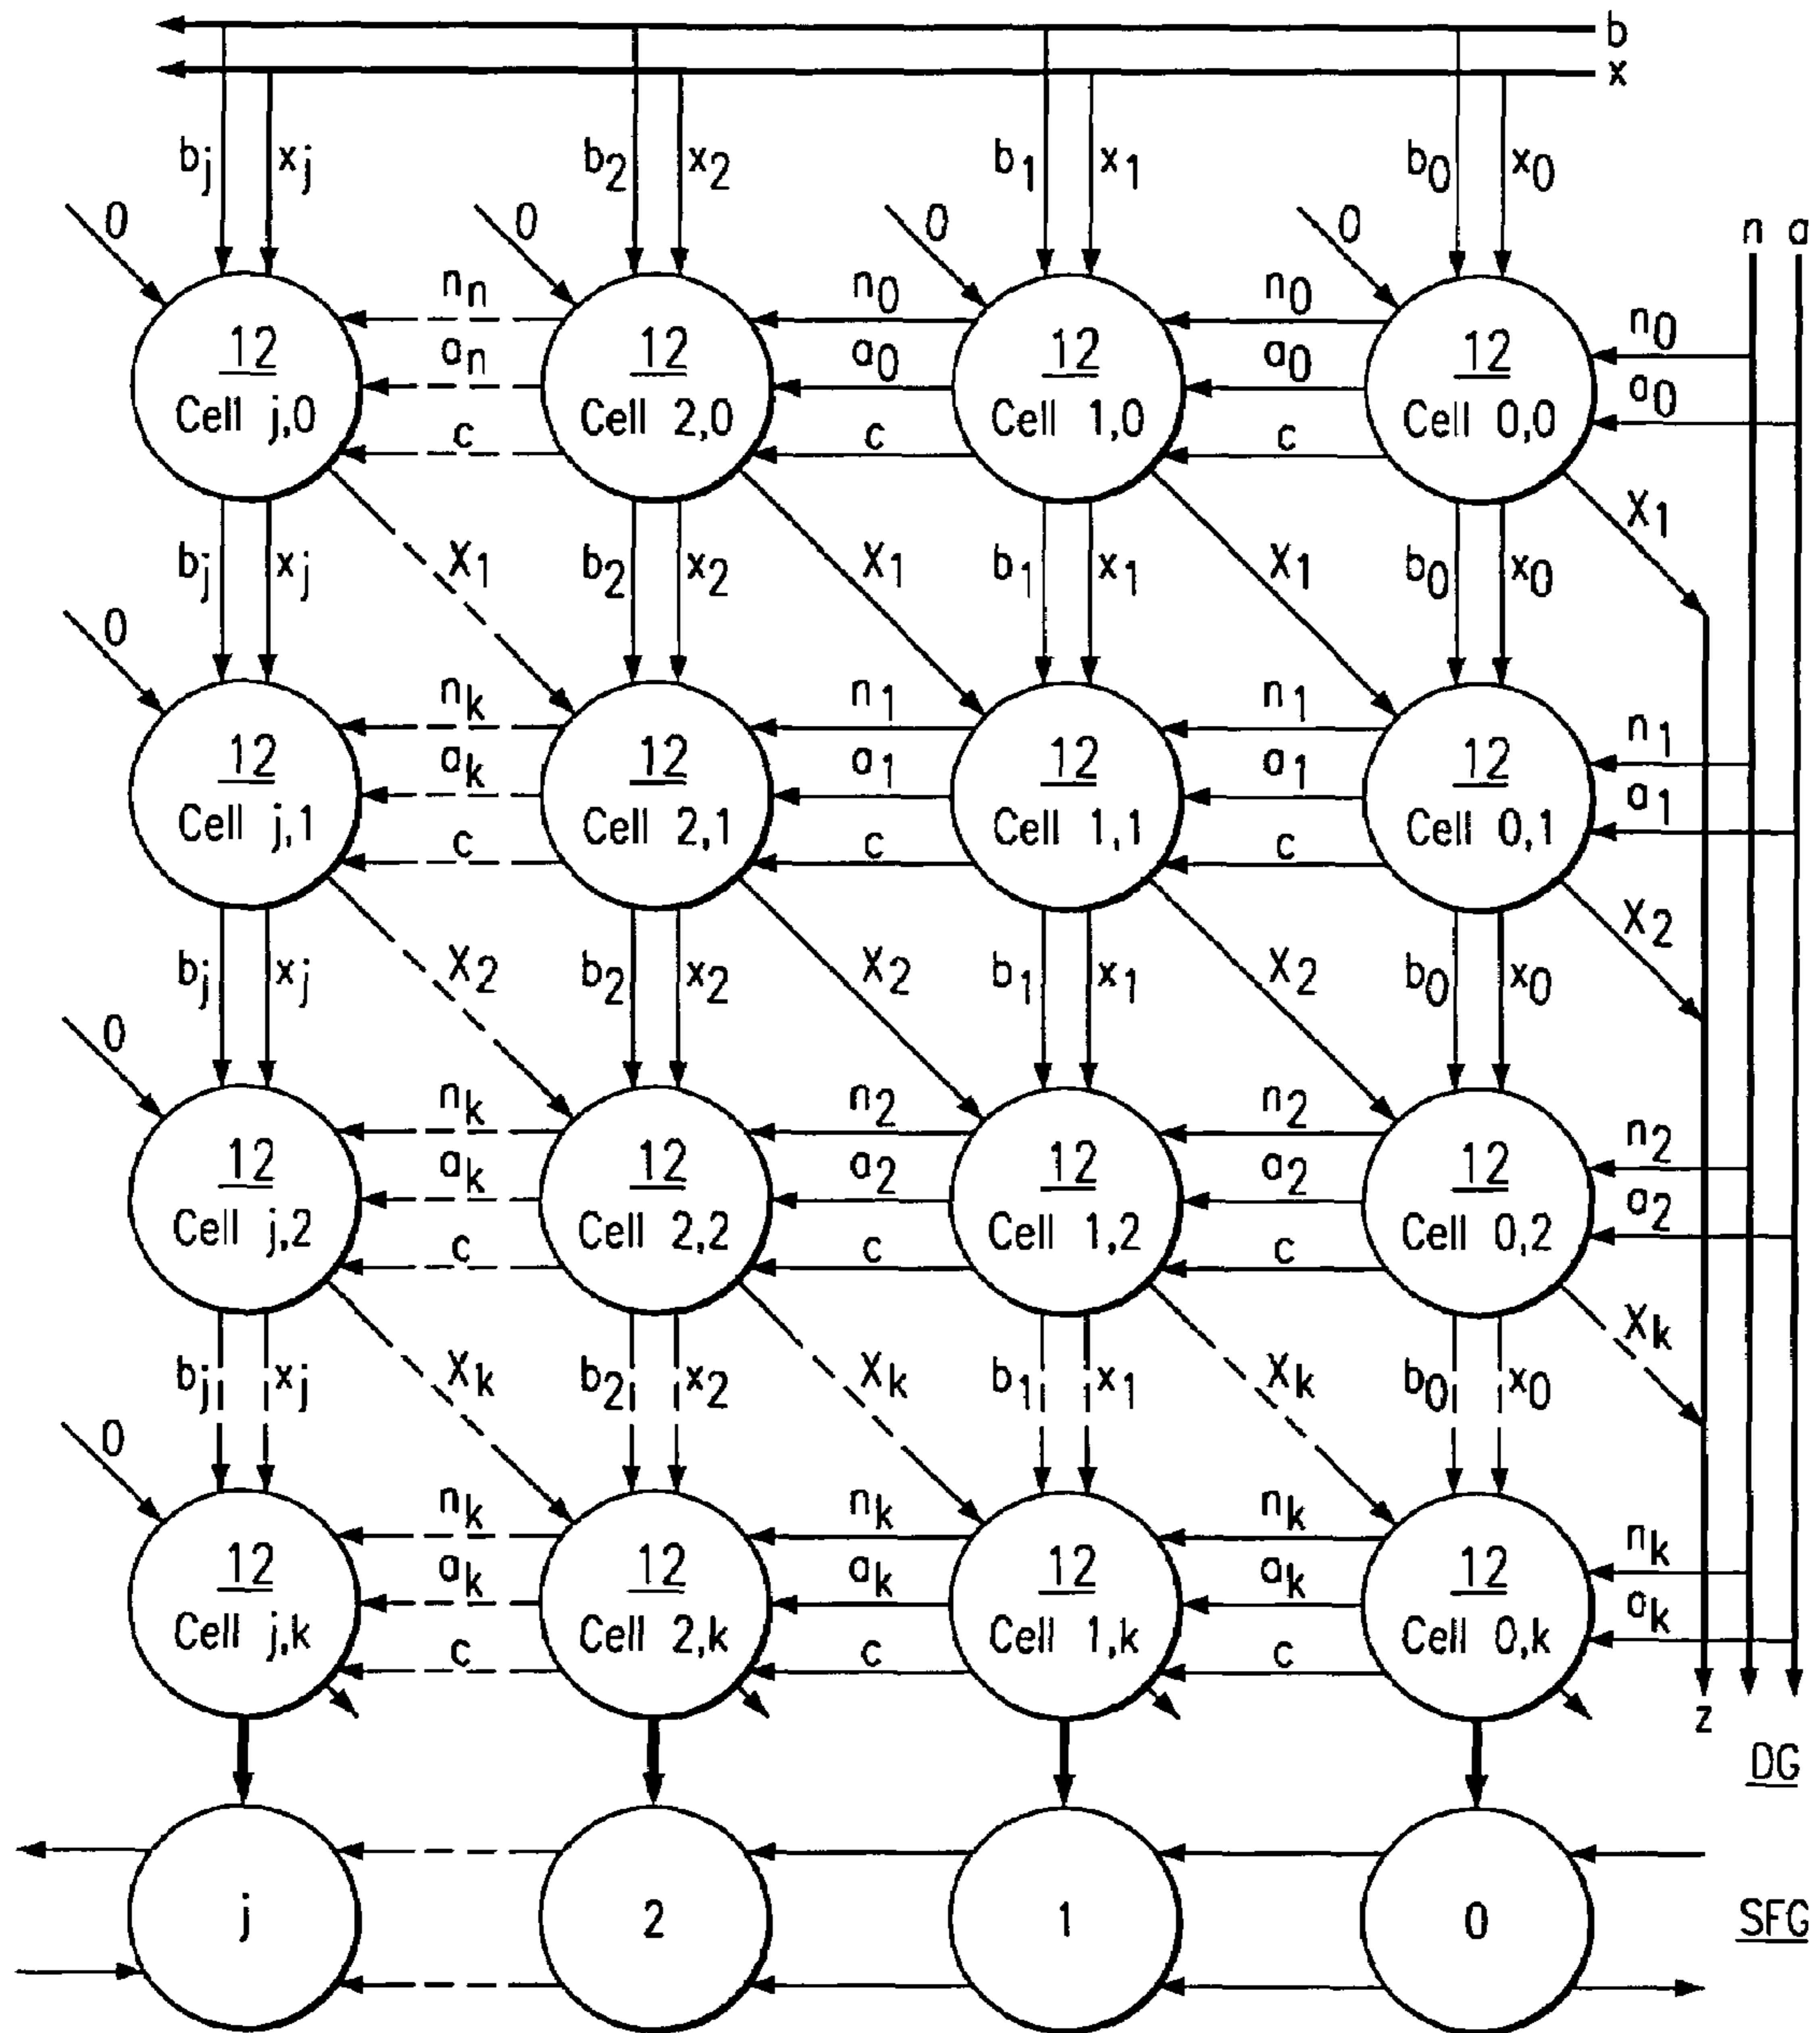 b
x
bj xj b2 x2 b1 x1 b0 x0
0 0 0 0 n a
nn n0 n0 n0
12 an 12 a0 12 a0 12 a0
Cell j,0 Cell 2,0 Cell 1,0 Cell 0,0
c c c
X1
bj xj X1 b2 x2 X1 b1 x1 X1 b0 x0
0
nk n1 n1 n1
12 ak 12 a1 12 a1 12 a1
Cell j,1 Cell 2,1 Cell 1,1 Cell 0,1
c c c
X2
bj xj X2 b2 x2 X2 b1 x1 X2 b0 x0
0
nk n2 n2 n2
12 ak 12 a2 12 a2 12 a2
Cell j,2 Cell 2,2 Cell 1,2 Cell 0,2
c c c
Xk
bj xj Xk b2 x2 Xk b1 x1 Xk b0 x0
0
nk nk nk nk
12 ak 12 ak 12 ak 12 ak
Cell j,k Cell 2,k Cell 1,k Cell 0,k
c c c
z
DG
j 2 1 0 SFG